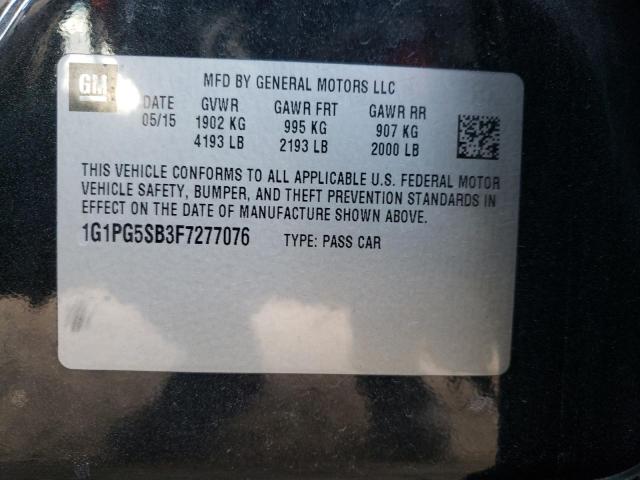 GM
MFD BY GENERAL MOTORS LLC
DATE GVWR GAWR FRT GAWR RR
05/15 1902 KG 995 KG 907 KG
4193 LB 2193 LB 2000 LB
THIS VEHICLE CONFORMS TO ALL APPLICABLE U.S. FEDERAL MOTOR
VEHICLE SAFETY, BUMPER, AND THEFT PREVENTION STANDARDS IN
EFFECT ON THE DATE OF MANUFACTURE SHOWN ABOVE.
1G1PG5SB3F7277076 TYPE: PASS CAR